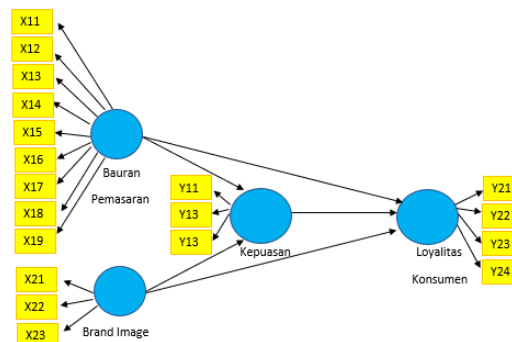 X11
X12
X13
X14
X15
X16
X17
X18
X19
Bauran
Pemasaran
Y11
Y13
Y13
Kepuasan
Y21
Y22
Y23
Y24
Loyalitas
Konsumen
X21
X22
X23
Brand Image